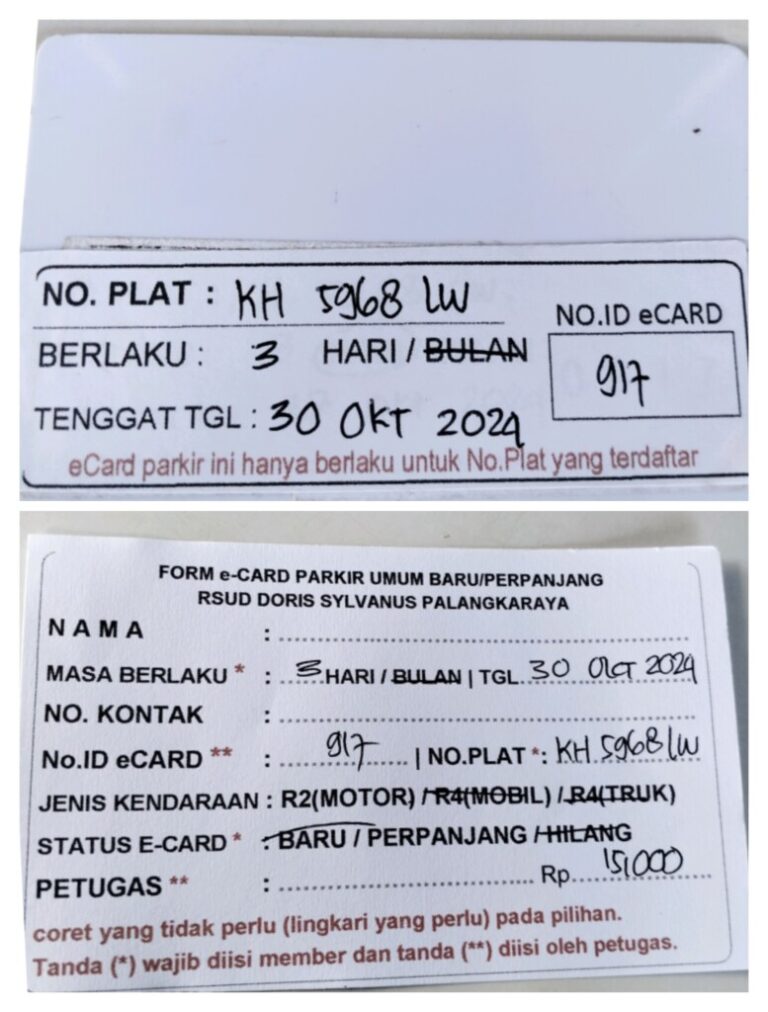 NO. PLAT : KH 5968 LW
NO.ID eCARD
BERLAKU : 3 HARI / BULAN
917
TENGGAT TGL : 30 OKT 2024
eCard parkir ini hanya berlaku untuk No.Plat yang terdaftar
FORM e-CARD PARKIR UMUM BARU/PERPANJANG
RSUD DORIS SYLVANUS PALANGKARAYA
NAMA :
MASA BERLAKU * : 3 HARI / BULAN | TGL. 30 OKT 2024
NO. KONTAK :
No.ID eCARD ** : 917 | NO.PLAT *: KH 5968 LW
JENIS KENDARAAN : R2(MOTOR) / R4(MOBIL) / R4(TRUK)
STATUS E-CARD * : BARU / PERPANJANG / HILANG
PETUGAS ** : Rp. 15,000
coret yang tidak perlu (lingkari yang perlu) pada pilihan.
Tanda (*) wajib diisi member dan tanda (**) diisi oleh petugas.